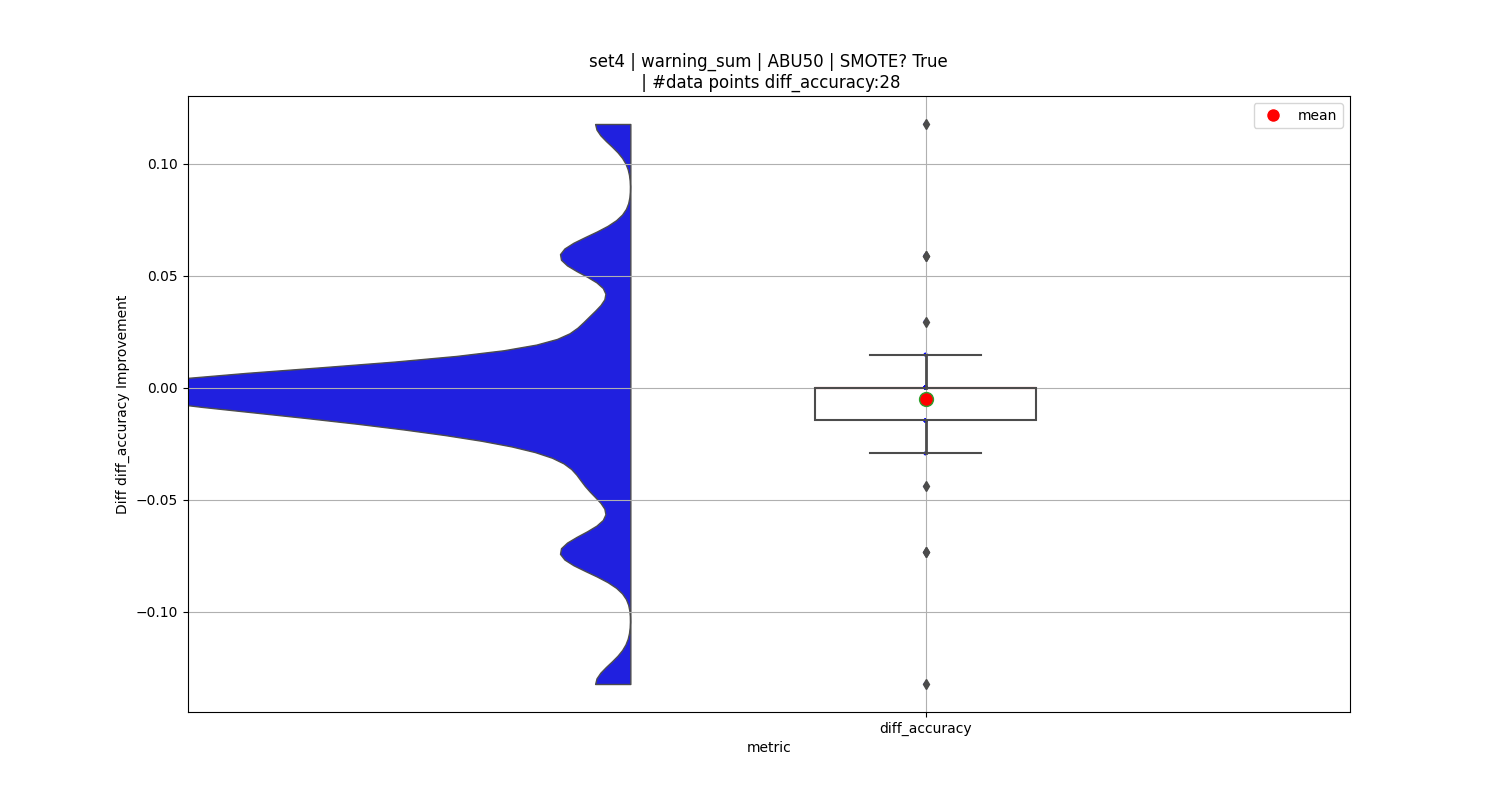 set4 | warning_sum | ABU50 | SMOTE? True
| #data points diff_accuracy:28
mean
0.10
0.05
0.00
−0.05
−0.10
Diff diff_accuracy Improvement
diff_accuracy
metric